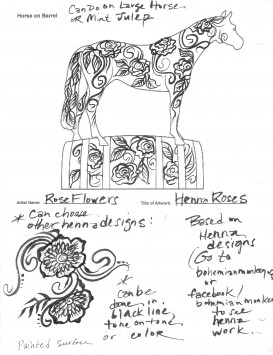 Can Do on Large Horse
or Mint Julep
Horse on Barrel
Artist Name: Rose Flowers
Title of Artwork: Henna Roses
* Can choose
other henna designs:
Based on
Henna
designs
Go to
bohemianmonkey
or
facebook/
bohemianmonkey
to see
henna
work.
* Can be
done in
black line,
tone on tone
or color
Painted Surface